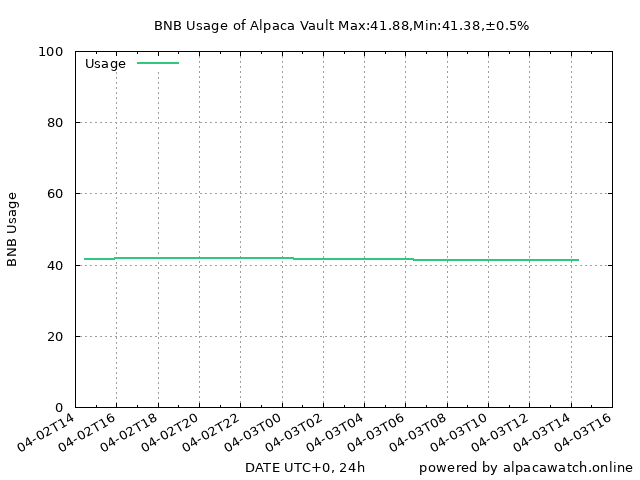 BNB Usage of Alpaca Vault Max:41.88,Min:41.38,±0.5%
100
80
60
40
20
0
BNB Usage
Usage
04-02T14
04-02T16
04-02T18
04-02T20
04-02T22
04-03T00
04-03T02
04-03T04
04-03T06
04-03T08
04-03T10
04-03T12
04-03T14
04-03T16
DATE UTC+0, 24h
powered by alpacawatch.online